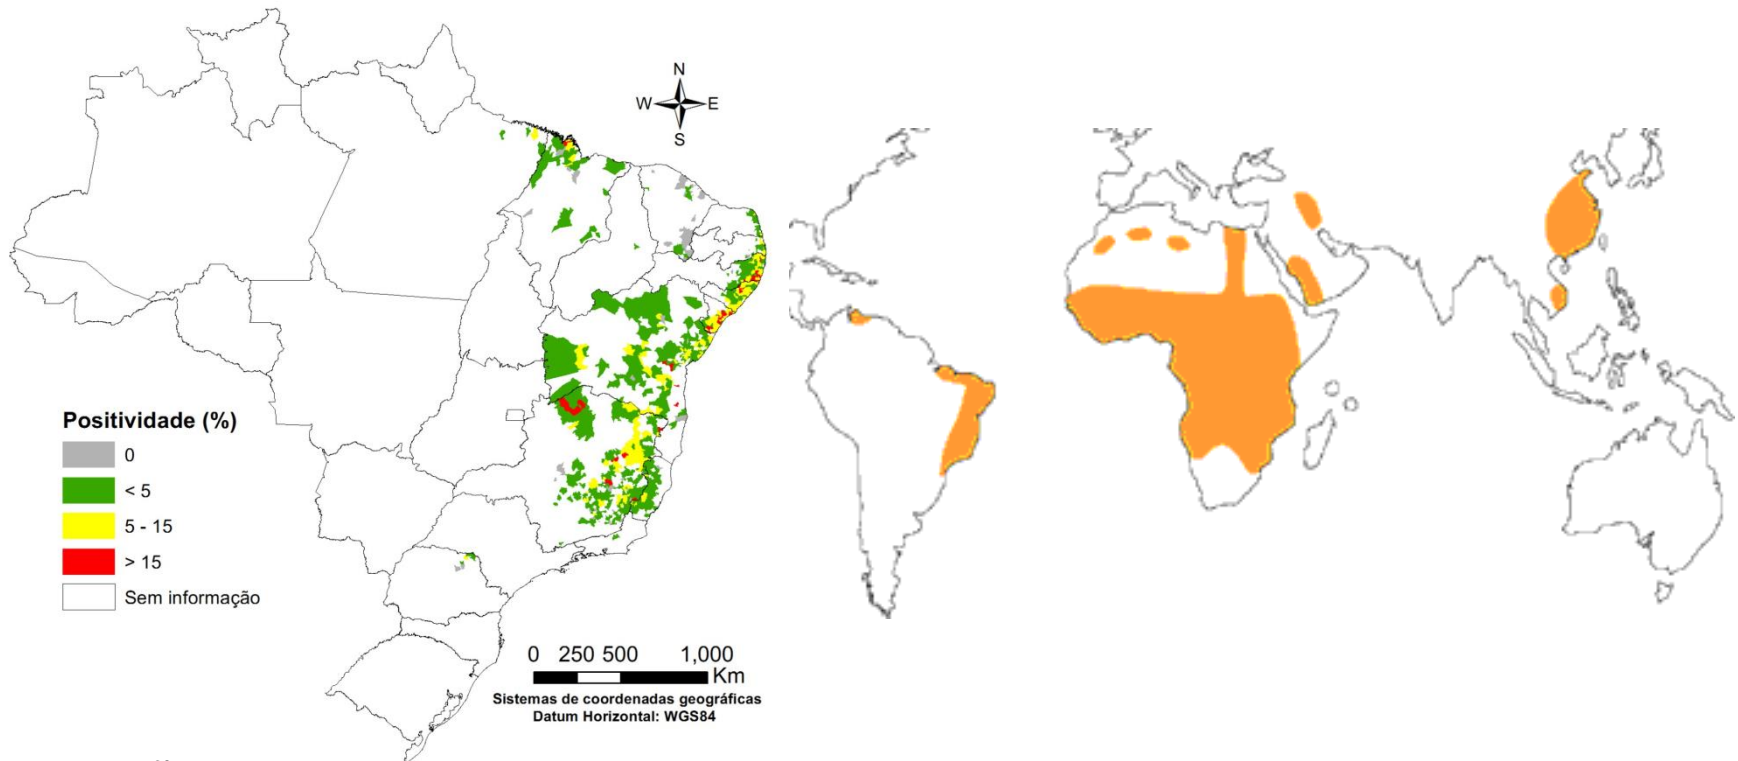 N
W E
S
Positividade (%)
0
< 5
5 - 15
> 15
Sem informação
0 250 500 1,000
Km
Sistemas de coordenadas geográficas
Datum Horizontal: WGS84